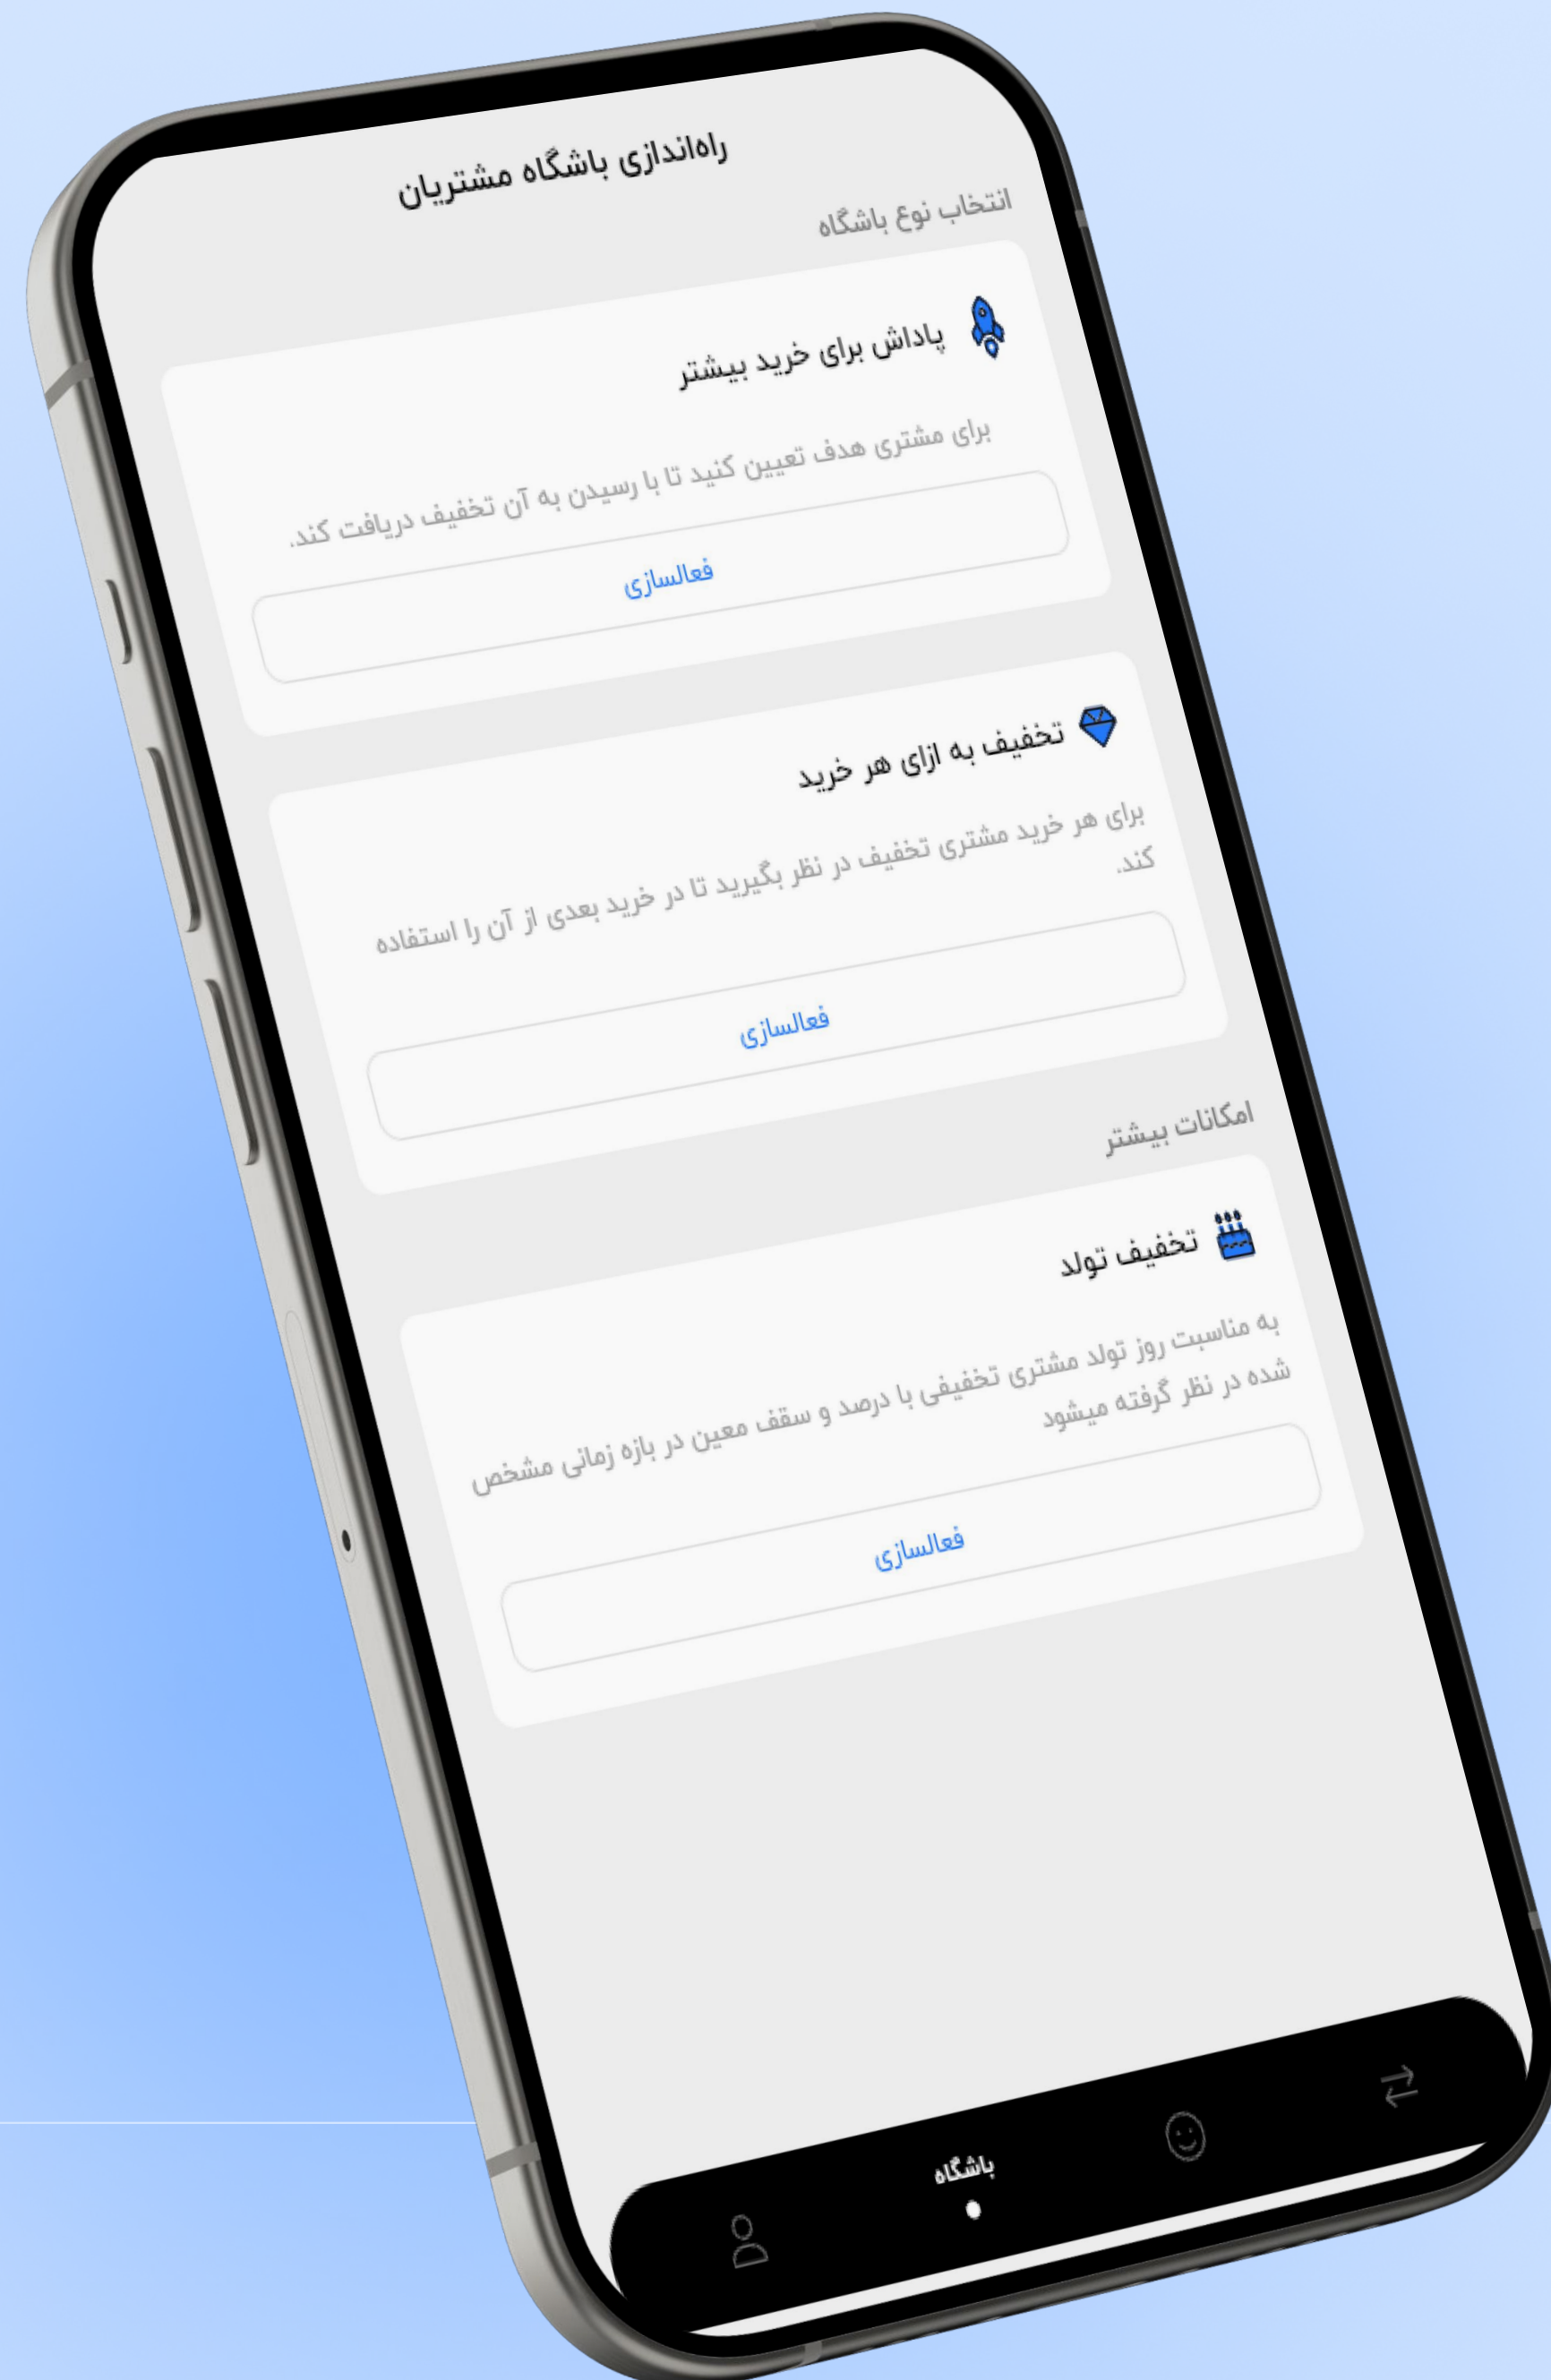 راه‌اندازی باشگاه مشتریان
انتخاب نوع باشگاه
پاداش برای خرید بیشتر
برای مشتری هدف تعیین کنید تا با رسیدن به آن تخفیف دریافت کند.
فعالسازی
تخفیف به ازای هر خرید
برای هر خرید مشتری تخفیف در نظر بگیرید تا در خرید بعدی از آن را استفاده
کند.
فعالسازی
امکانات بیشتر
تخفیف تولد
به مناسبت روز تولد مشتری تخفیفی با درصد و سقف معین در بازه زمانی مشخص
شده در نظر گرفته میشود
فعالسازی
باشگاه